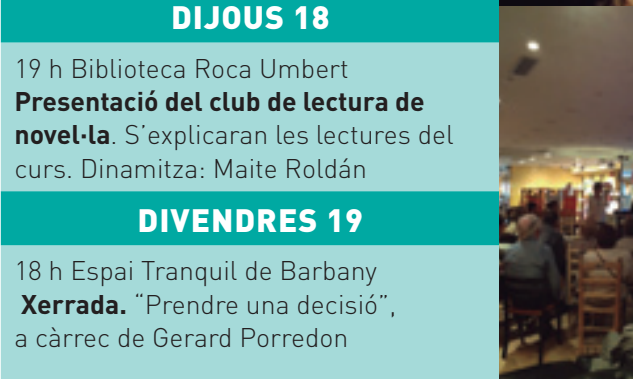 DIJOUS 18
19 h Biblioteca Roca Umbert
Presentació del club de lectura de
novel·la. S’explicaran les lectures del
curs. Dinamitza: Maite Roldán
DIVENDRES 19
18 h Espai Tranquil de Barbany
Xerrada. “Prendre una decisió”,
a càrrec de Gerard Porredon